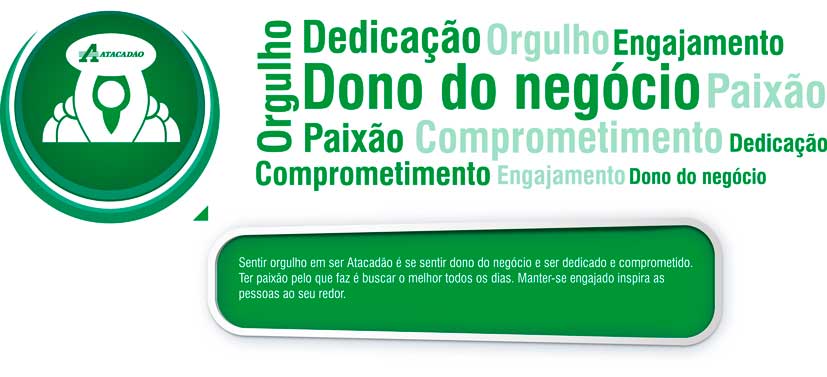 ATACADÃO
Orgulho
Dedicação Orgulho Engajamento
Dono do negócio Paixão
Paixão Comprometimento Dedicação
Comprometimento Engajamento Dono do negócio
Sentir orgulho em ser Atacadão é se sentir dono do negócio e ser dedicado e comprometido.
Ter paixão pelo que faz é buscar o melhor todos os dias. Manter-se engajado inspira as
pessoas ao seu redor.